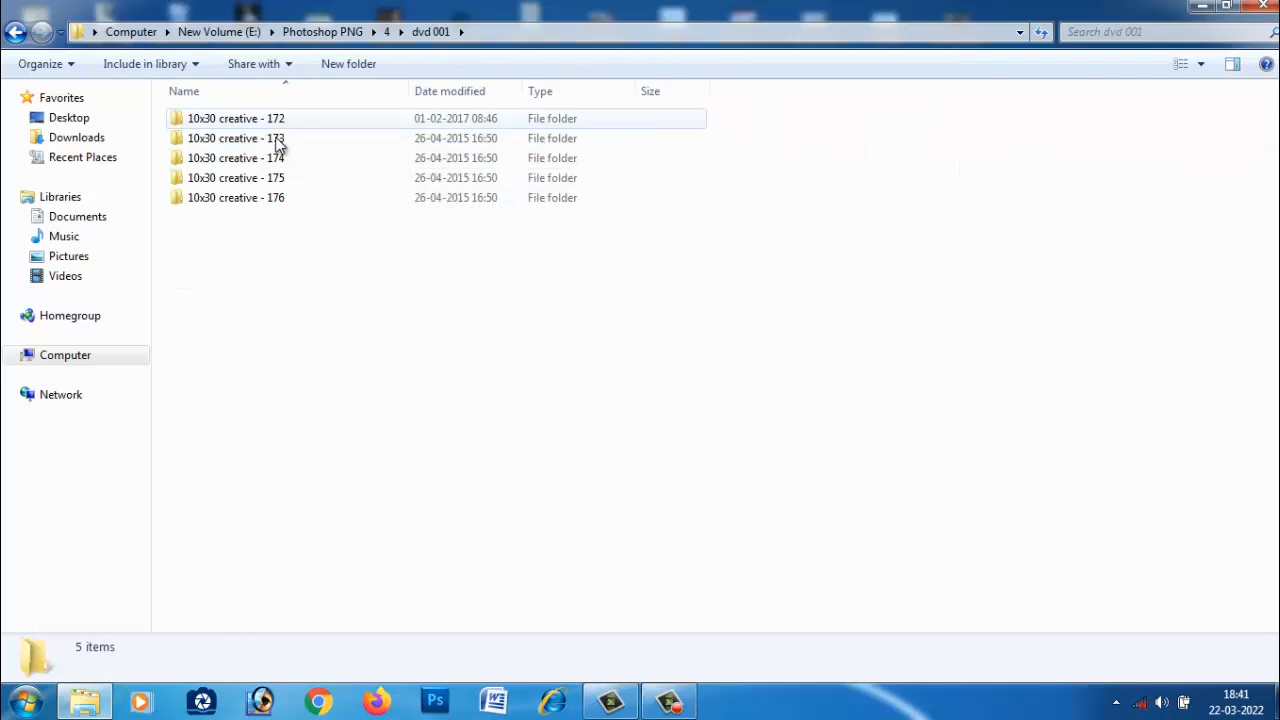 Computer New Volume (E:) Photoshop PNG 4 dvd 001 Search dvd 001
Organize Include in library Share with New folder
Name Date modified Type Size
Favorites
Desktop
Downloads
Recent Places
Libraries
Documents
Music
Pictures
Videos
Homegroup
Computer
Network
10x30 creative - 172 01-02-2017 08:46 File folder
10x30 creative - 173 26-04-2015 16:50 File folder
10x30 creative - 174 26-04-2015 16:50 File folder
10x30 creative - 175 26-04-2015 16:50 File folder
10x30 creative - 176 26-04-2015 16:50 File folder
5 items
Ps
18:41
22-03-2022